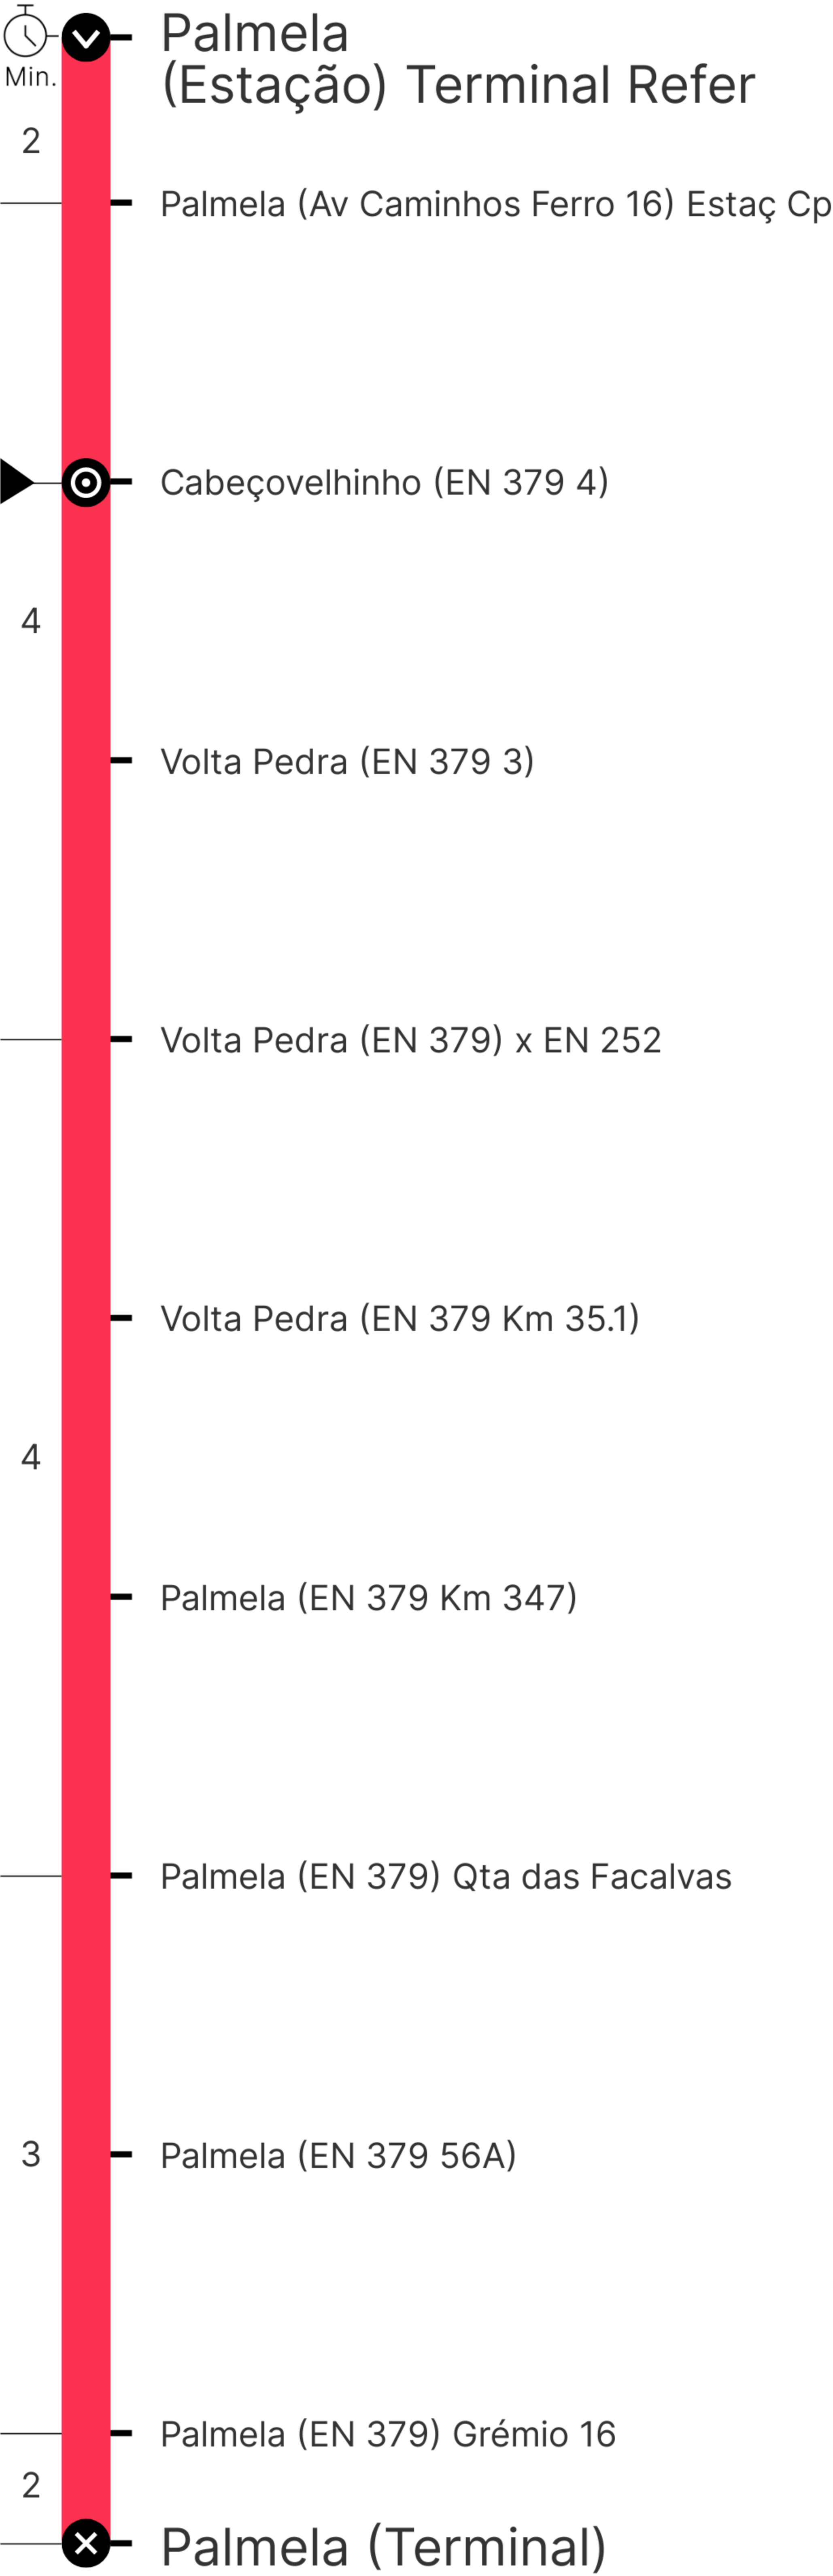 Min.
Palmela
(Estação) Terminal Refer
2
Palmela (Av Caminhos Ferro 16) Estaç Cp
Cabeçovelhinho (EN 379 4)
4
Volta Pedra (EN 379 3)
Volta Pedra (EN 379) x EN 252
Volta Pedra (EN 379 Km 35.1)
4
Palmela (EN 379 Km 347)
Palmela (EN 379) Qta das Facalvas
3
Palmela (EN 379 56A)
Palmela (EN 379) Grémio 16
2
Palmela (Terminal)